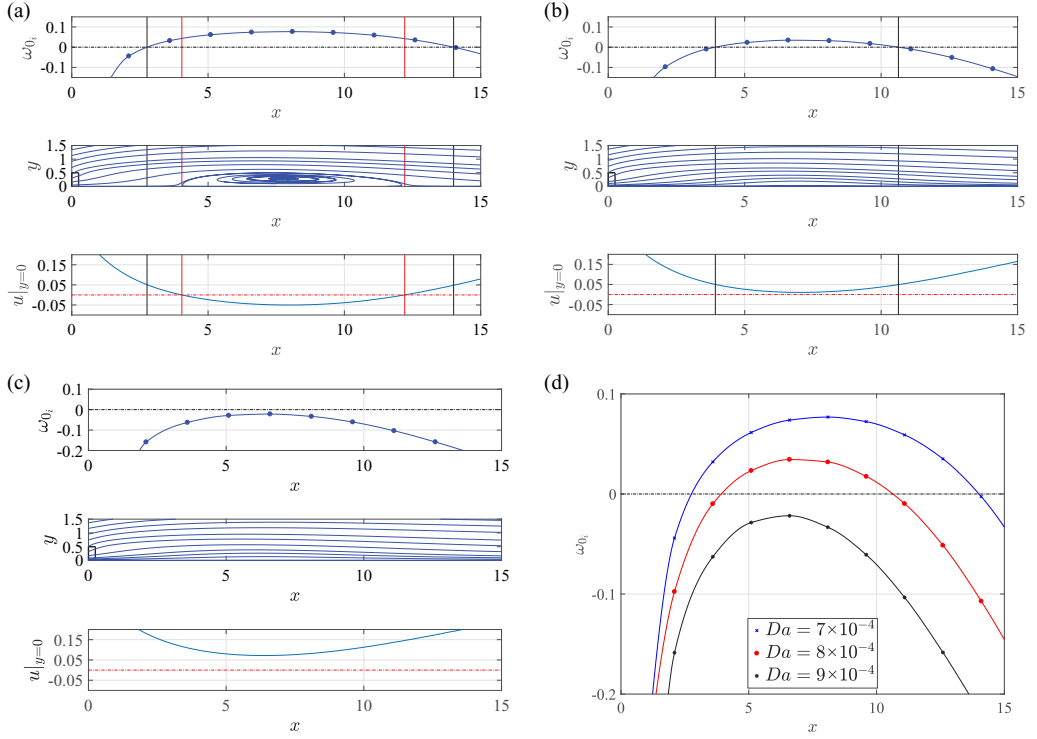 (a)
0.1
0
-0.1
ω0i
0 5 10 15
x
1.5
1
0.5
0
y
0 5 10 15
x
0.15
0.05
-0.05
u|y=0
0 5 10 15
x
(b)
0.1
0
-0.1
ω0i
0 5 10 15
x
1.5
1
0.5
0
y
0 5 10 15
x
0.15
0.05
-0.05
u|y=0
0 5 10 15
x
(c)
0.1
0
-0.1
-0.2
ω0i
0 5 10 15
x
1.5
1
0.5
0
y
0 5 10 15
x
0.15
0.05
-0.05
u|y=0
0 5 10 15
x
(d)
0.1
0
-0.1
-0.2
ω0i
Da = 7×10⁻⁴
Da = 8×10⁻⁴
Da = 9×10⁻⁴
0 5 10 15
x